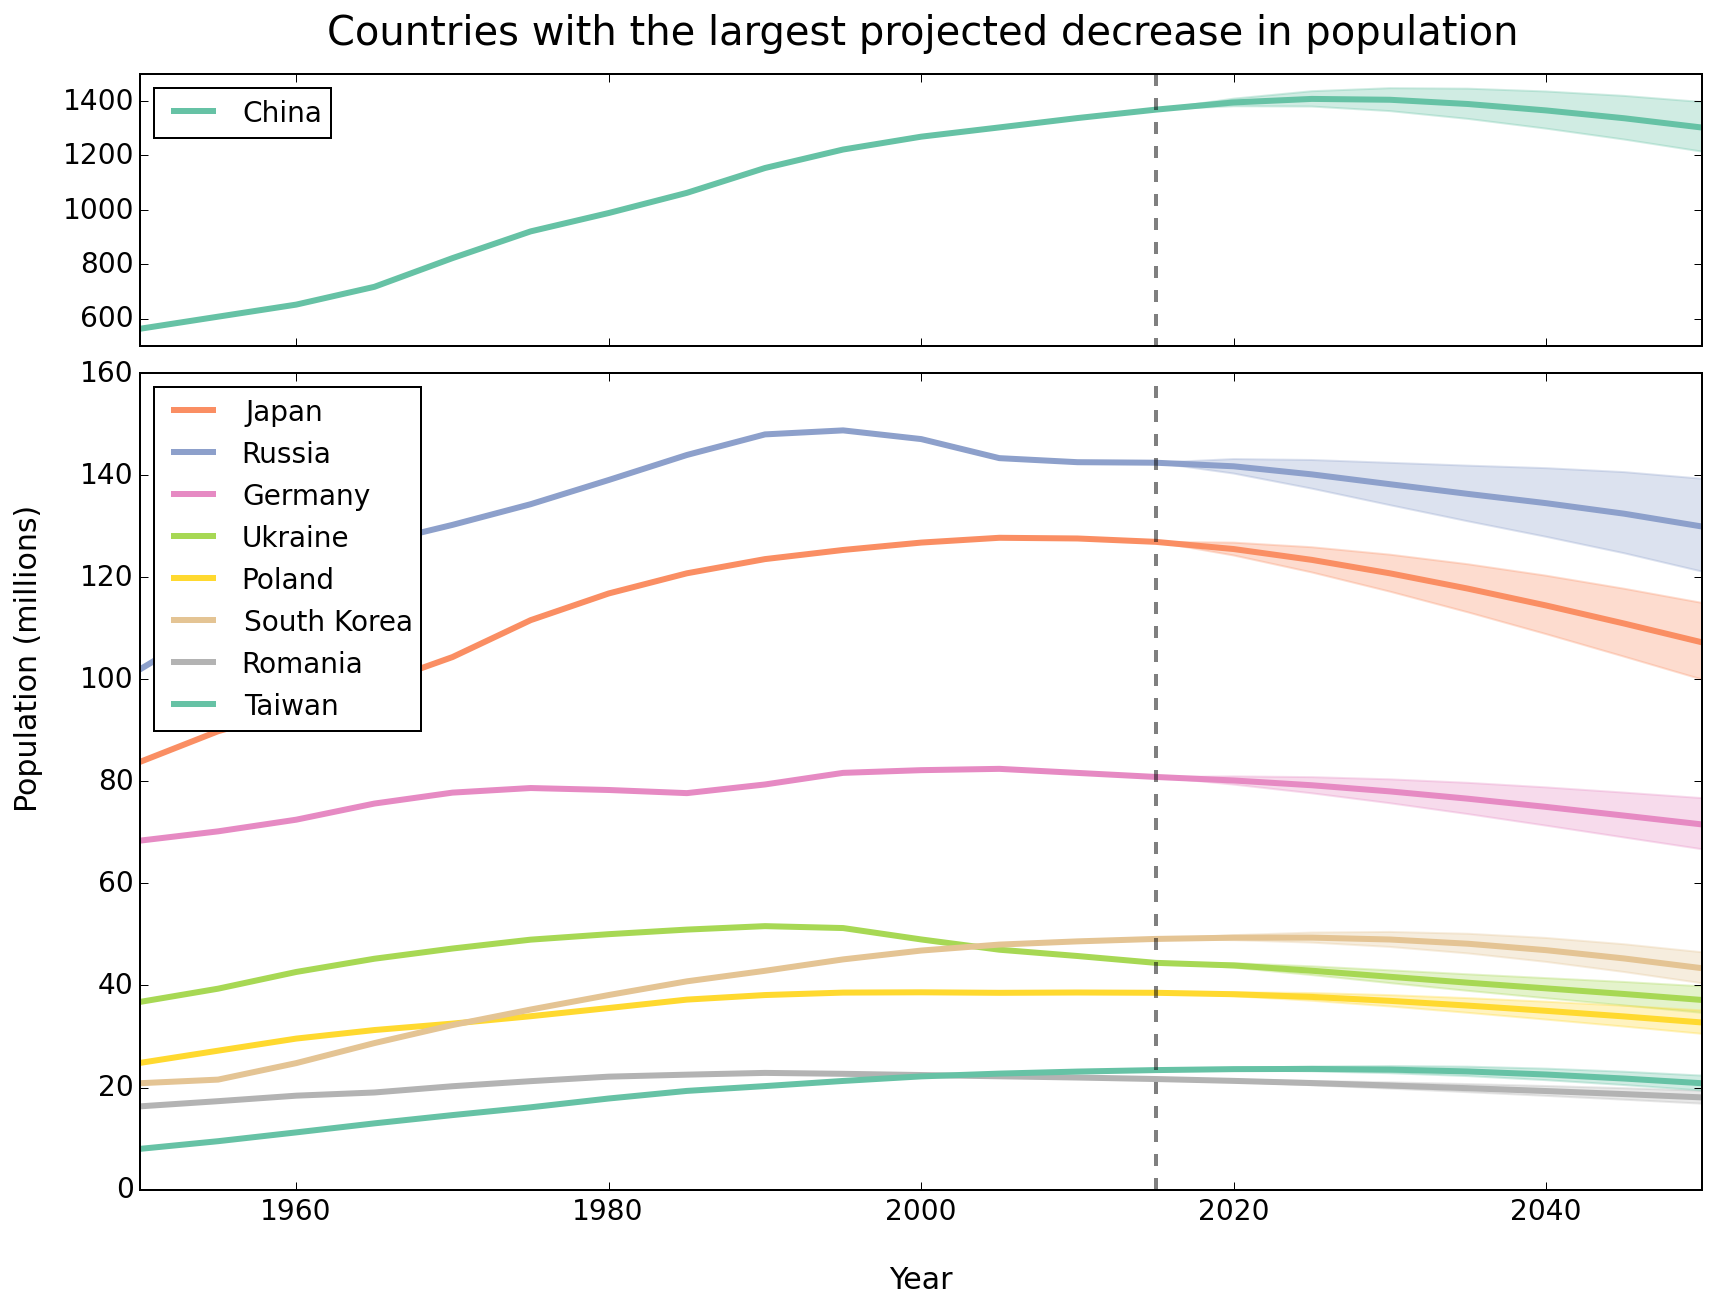 Countries with the largest projected decrease in population
China
1400
1200
1000
800
600
Population (millions)
160
140
120
100
80
60
40
20
0
Japan
Russia
Germany
Ukraine
Poland
South Korea
Romania
Taiwan
1960 1980 2000 2020 2040
Year